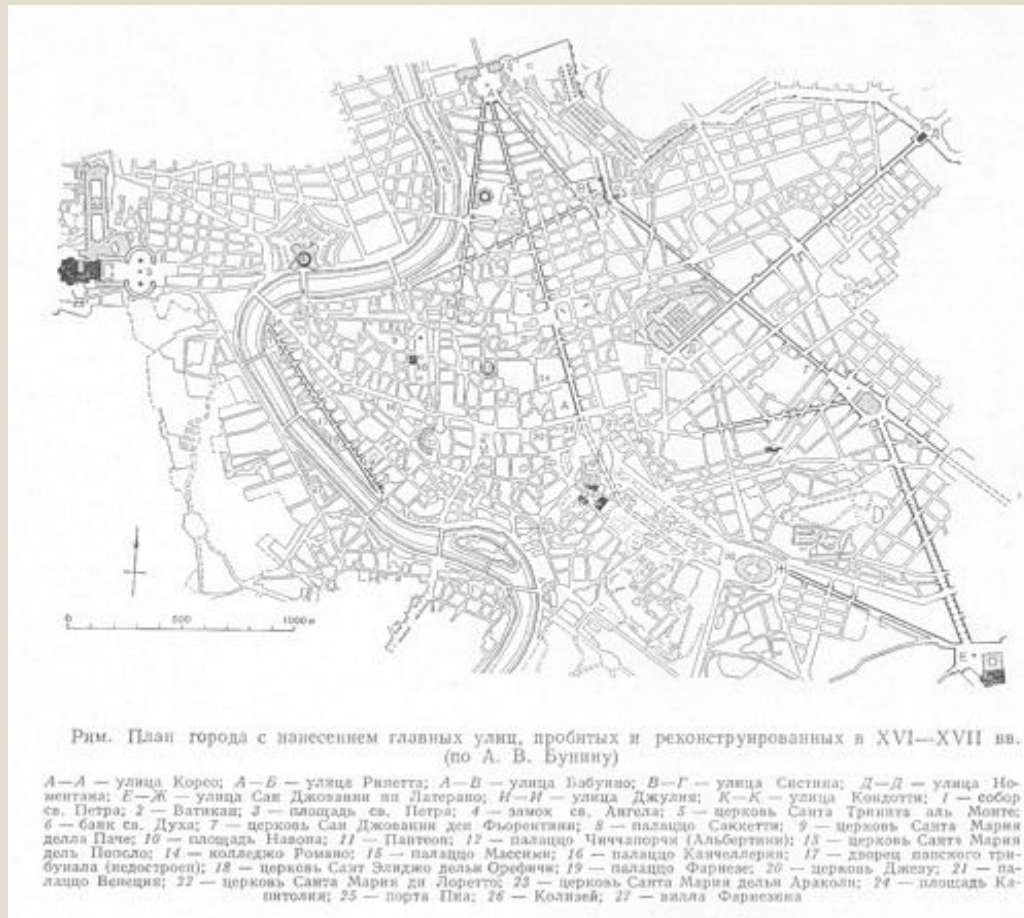 0 500 1000 м
Рим. План города с нанесением главных улиц, пробитых и реконструированных в XVI—XVII вв.
(по А. В. Бунину)
А—А — улица Корсо; А—Б — улица Рипетта; А—В — улица Бабуино; В—Г — улица Систина; Д—Д — улица Но-
ментана; Е—Ж — улица Сан Джованни ин Латерано; И—И — улица Джулия; К—К — улица Кондотти; 1 — собор
св. Петра; 2 — Ватикан; 3 — площадь св. Петра; 4 — замок св. Ангела; 5 — церковь Санта Тринита аль Монте;
6 — банк св. Духа; 7 — церковь Сан Джованни деи Фьорентини; 8 — палаццо Саккетти; 9 — церковь Санта Мария
делла Паче; 10 — площадь Навона; 11 — Пантеон; 12 — палаццо Чиччапорчи (Альбертини); 13 — церковь Санта Мария
дель Пополо; 14 — колледжо Романо; 15 — палаццо Массими; 16 — палаццо Канчеллерия; 17 — дворец папского три-
бунала (недостроен); 18 — церковь Сант Элиджо дельи Орефичи; 19 — палаццо Фарнезе; 20 — церковь Джезу; 21 — па-
лаццо Венеция; 22 — церковь Санта Мария ди Лоретто; 23 — церковь Санта Мария дельи Арачели; 24 — площадь Ка-
питолия; 25 — порта Пиа; 26 — Колизей; 27 — вилла Фарнезина